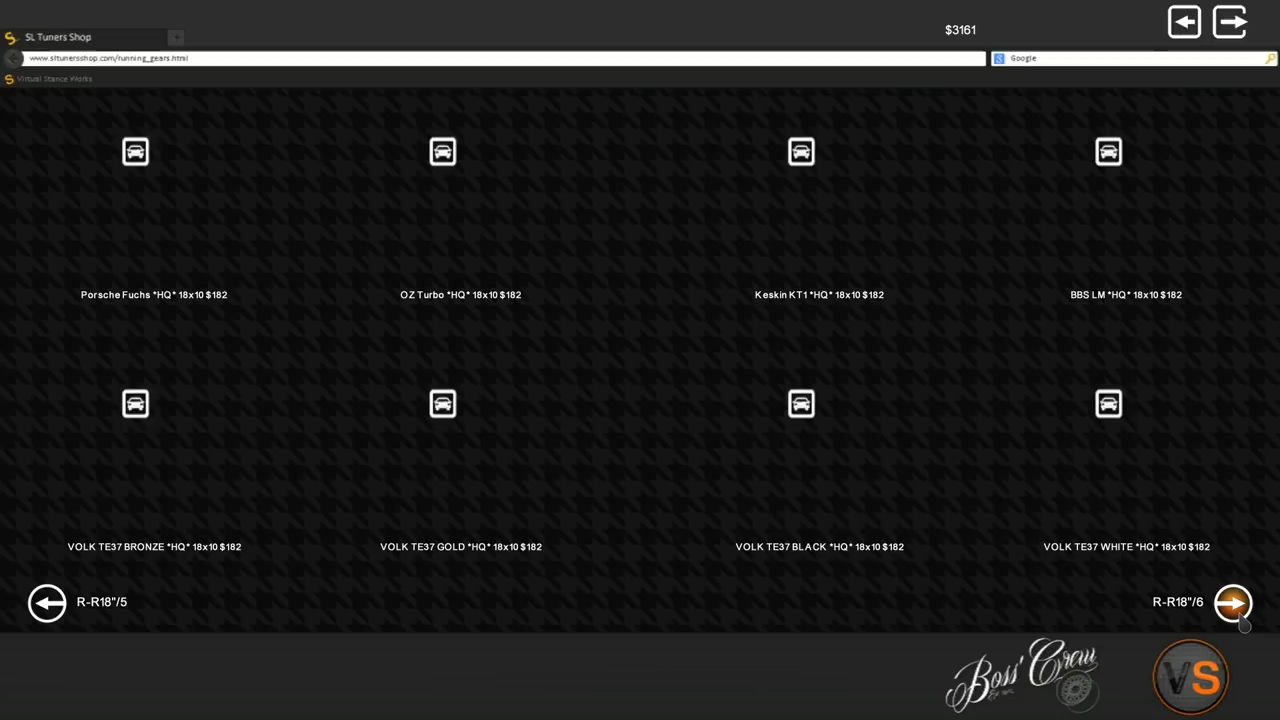 $3161
SL Tuners Shop
www.sltunersshop.com/running_gears.html
Google
Virtual Stance Works
Porsche Fuchs *HQ* 18x10 $182
OZ Turbo *HQ* 18x10 $182
Keskin KT1 *HQ* 18x10 $182
BBS LM *HQ* 18x10 $182
VOLK TE37 BRONZE *HQ* 18x10 $182
VOLK TE37 GOLD *HQ* 18x10 $182
VOLK TE37 BLACK *HQ* 18x10 $182
VOLK TE37 WHITE *HQ* 18x10 $182
R-R18"/5
R-R18"/6
Boss' Crew
VS